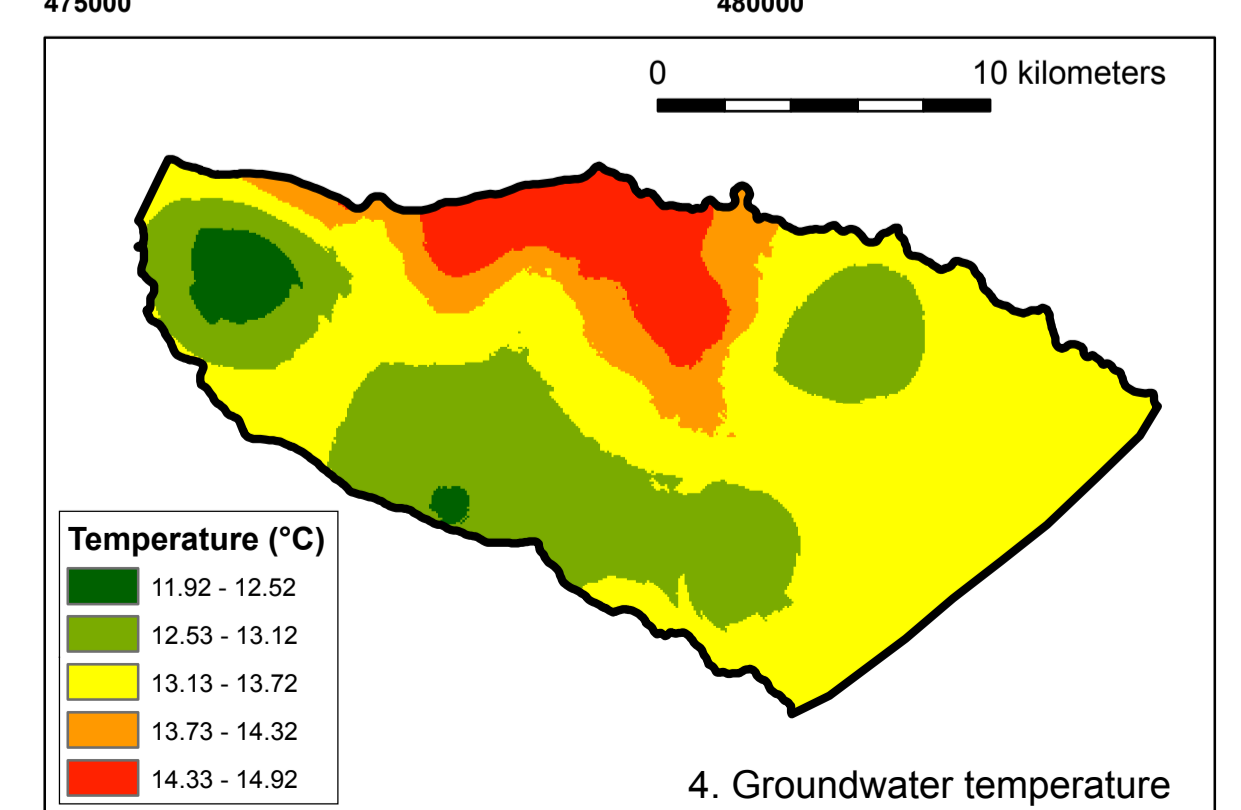 475000 480000
0 10 kilometers
Temperature (°C)
11.92 - 12.52
12.53 - 13.12
13.13 - 13.72
13.73 - 14.32
14.33 - 14.92
4. Groundwater temperature